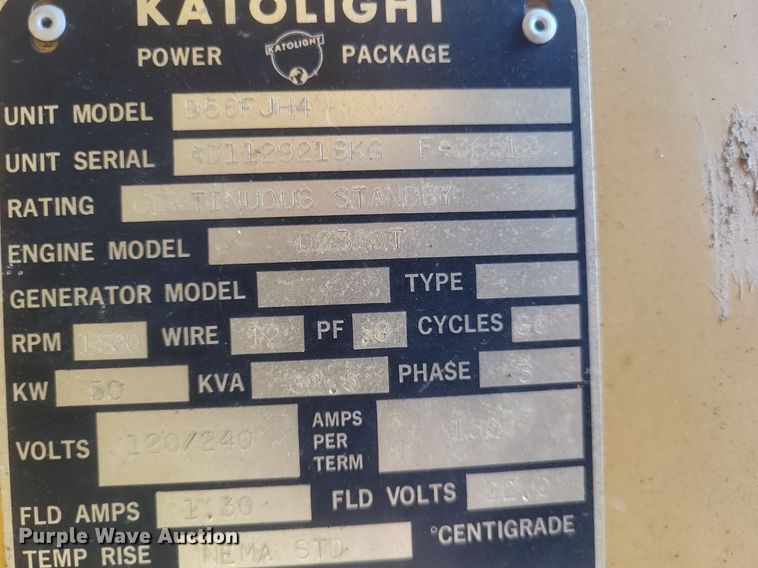 KATOLIGHT
POWER KATOLIGHT PACKAGE
UNIT MODEL B50FJH4
UNIT SERIAL AD112921SKG
RATING CONTINUOUS STANDBY
ENGINE MODEL
GENERATOR MODEL TYPE
RPM 1800 WIRE 12 PF .8 CYCLES 60
KW 50 KVA PHASE 3
VOLTS 120/240 AMPS PER TERM
FLD AMPS 1.30 FLD VOLTS
TEMP RISE NEMA STD °CENTIGRADE
Purple Wave Auction